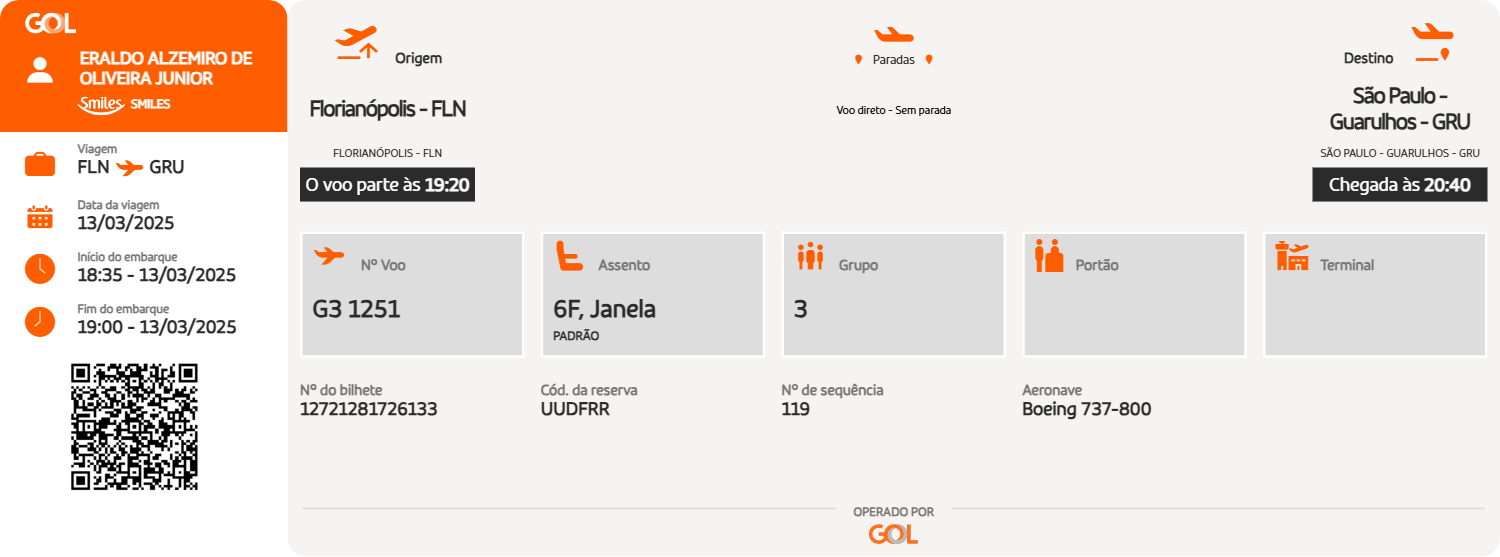 GOL
ERALDO ALZEMIRO DE
OLIVEIRA JUNIOR
Smiles SMILES
Viagem
FLN GRU
Data da viagem
13/03/2025
Início do embarque
18:35 - 13/03/2025
Fim do embarque
19:00 - 13/03/2025
Origem
Florianópolis - FLN
FLORIANÓPOLIS - FLN
O voo parte às 19:20
Paradas
Voo direto - Sem parada
Destino
São Paulo -
Guarulhos - GRU
SÃO PAULO - GUARULHOS - GRU
Chegada às 20:40
Nº Voo
G3 1251
Assento
6F, Janela
PADRÃO
Grupo
3
Portão
Terminal
Nº do bilhete
12721281726133
Cód. da reserva
UUDFRR
Nº de sequência
119
Aeronave
Boeing 737-800
OPERADO POR
GOL